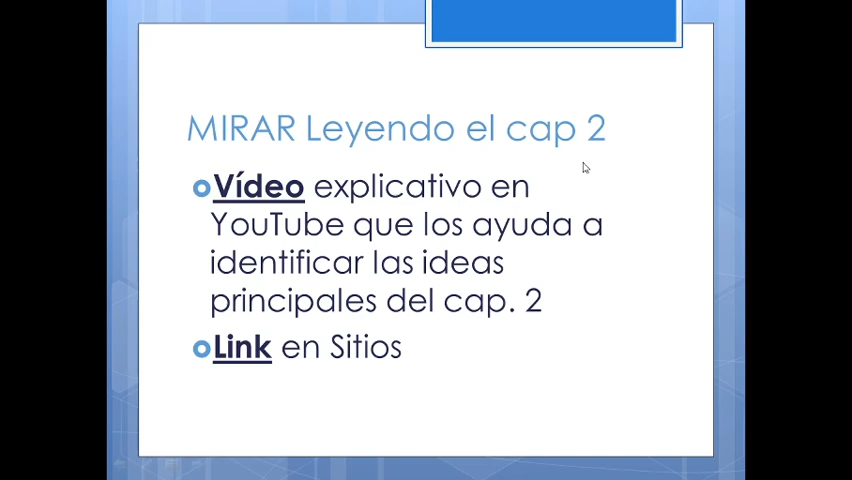 MIRAR Leyendo el cap 2
Vídeo explicativo en
YouTube que los ayuda a
identificar las ideas
principales del cap. 2
Link en Sitios